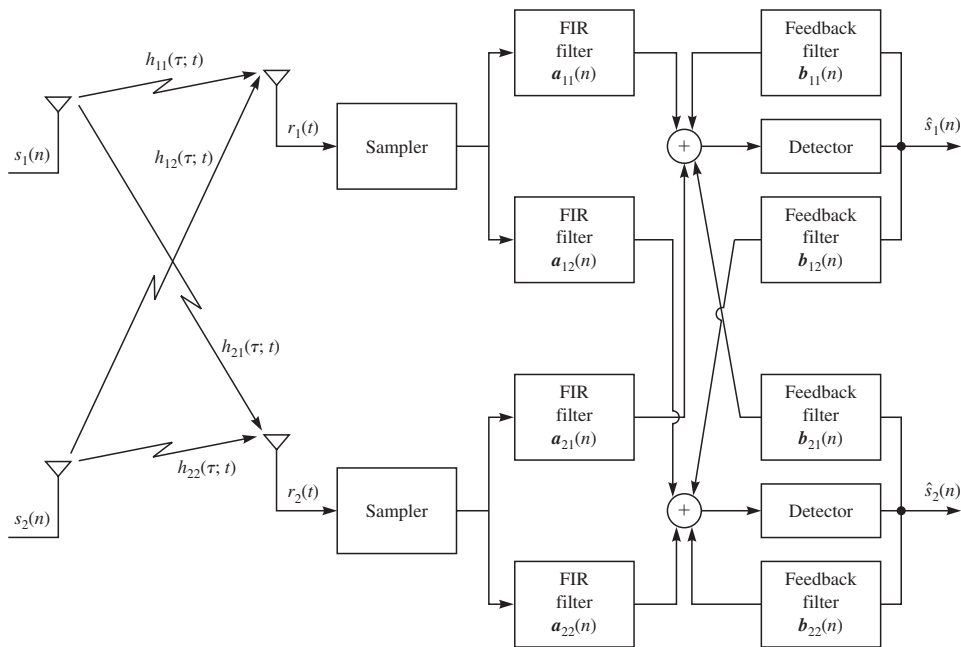 FIR
filter
a₁₁(n)
Feedback
filter
b₁₁(n)
h₁₁(τ; t)
s₁(n)
r₁(t)
Sampler
+
Detector
ŝ₁(n)
h₁₂(τ; t)
FIR
filter
a₁₂(n)
Feedback
filter
b₁₂(n)
h₂₁(τ; t)
FIR
filter
a₂₁(n)
Feedback
filter
b₂₁(n)
h₂₂(τ; t)
s₂(n)
r₂(t)
Sampler
+
Detector
ŝ₂(n)
FIR
filter
a₂₂(n)
Feedback
filter
b₂₂(n)